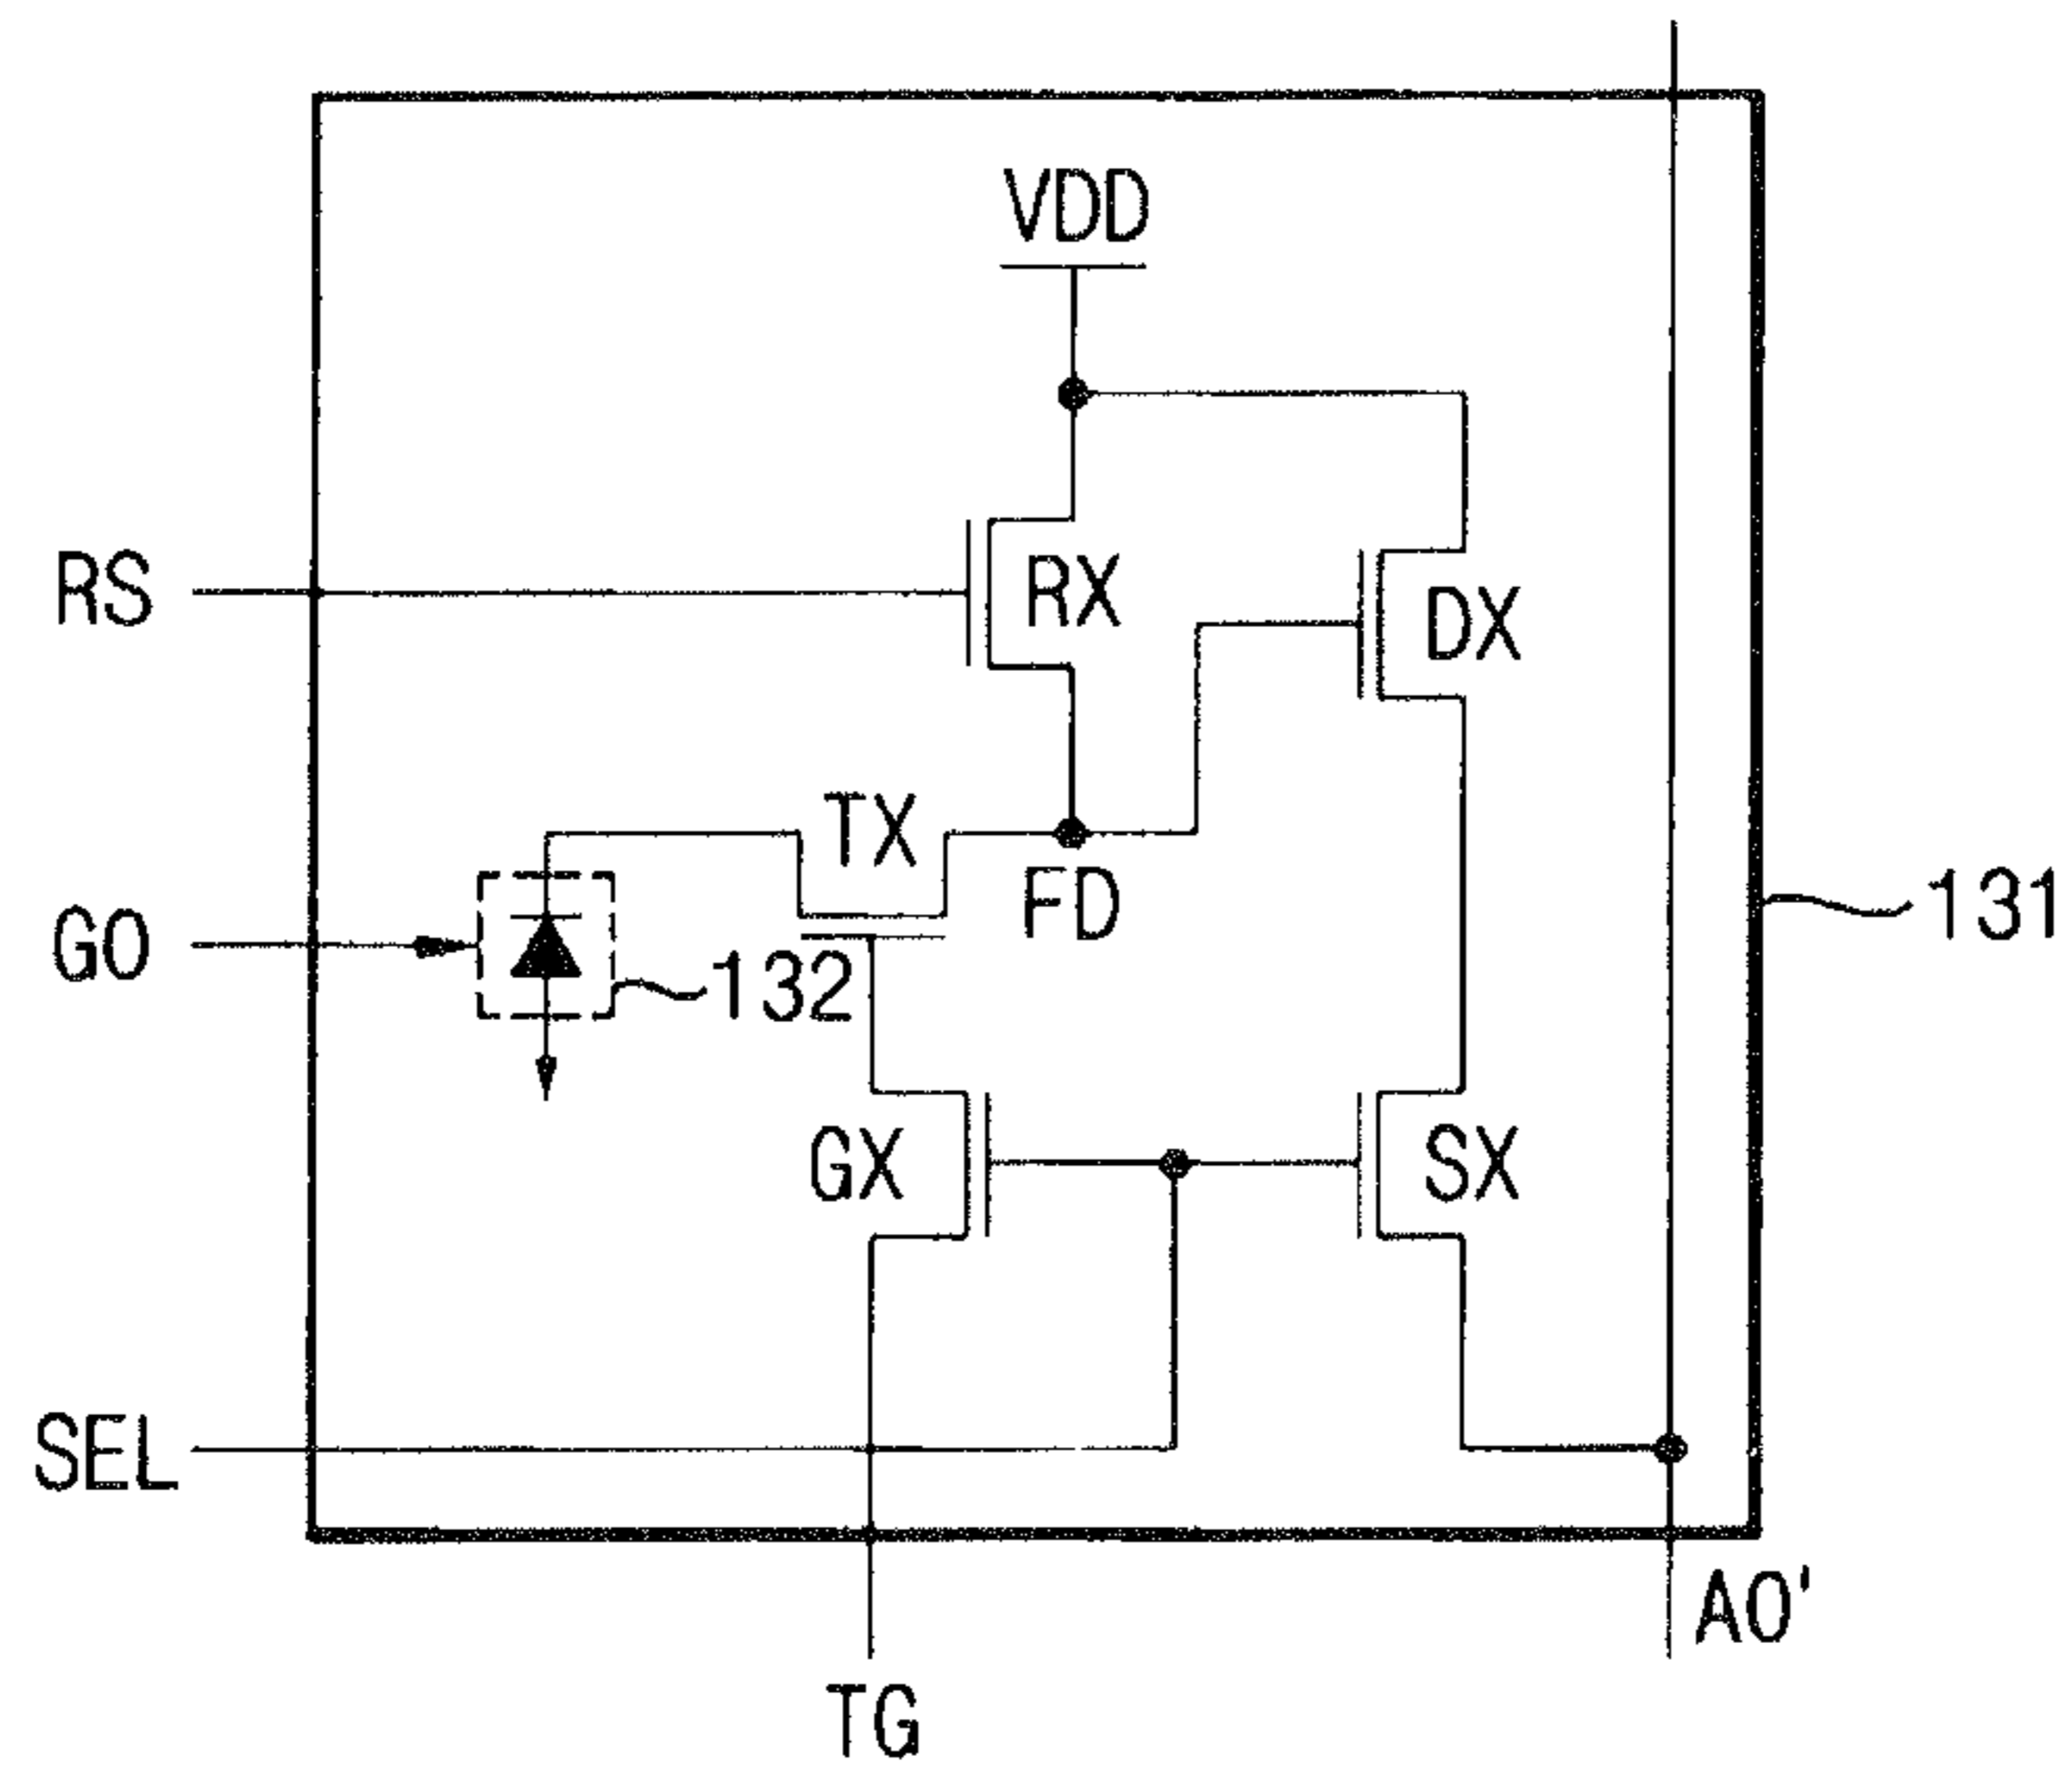 VDD
RS
RX
DX
TX
FD
131
GO
132
GX
SX
SEL
AO'
TG